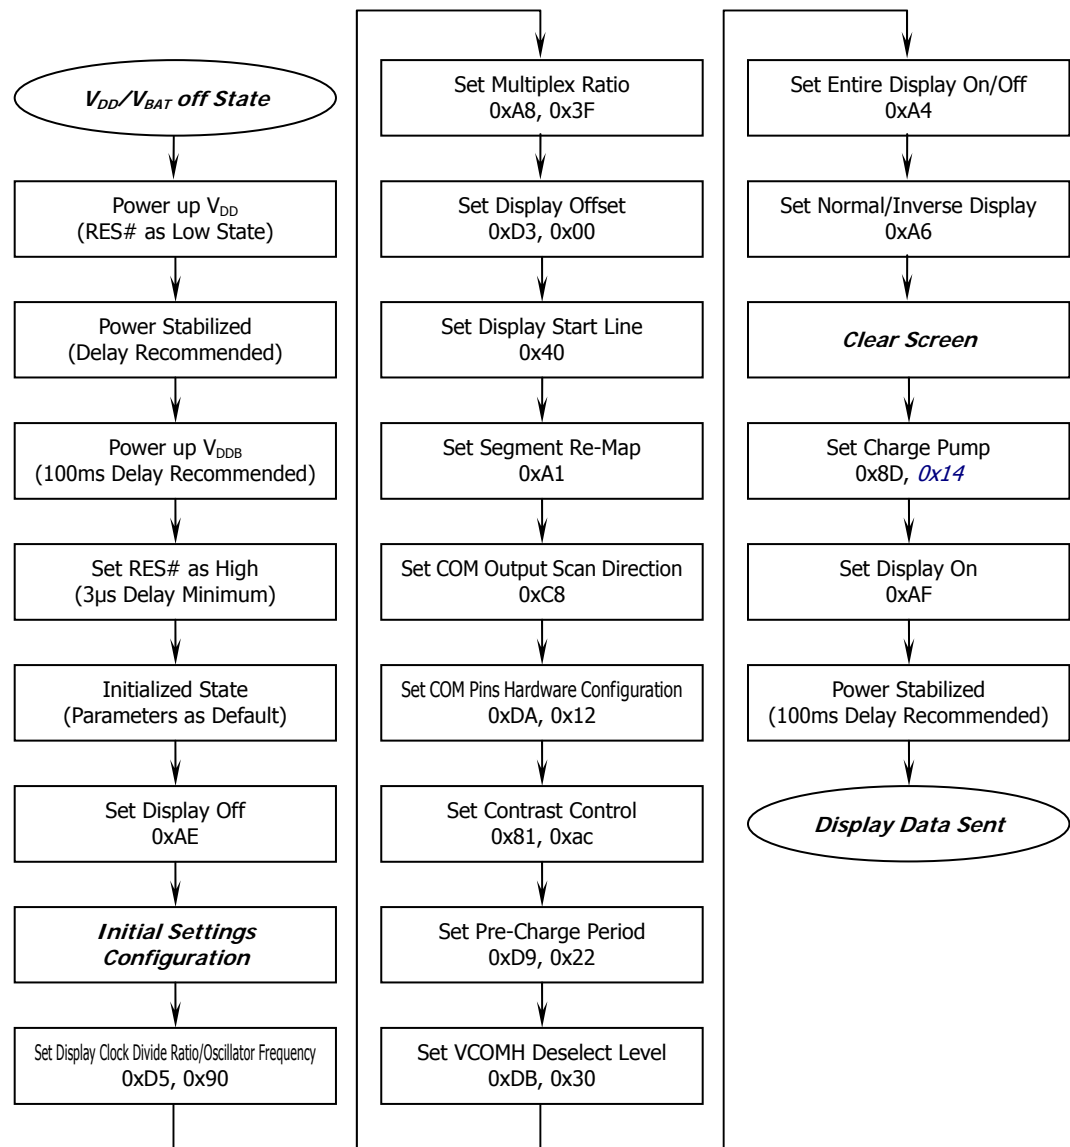 V_DD/V_BAT off State
Power up V_DD
(RES# as Low State)
Power Stabilized
(Delay Recommended)
Power up V_DDB
(100ms Delay Recommended)
Set RES# as High
(3μs Delay Minimum)
Initialized State
(Parameters as Default)
Set Display Off
0xAE
Initial Settings
Configuration
Set Display Clock Divide Ratio/Oscillator Frequency
0xD5, 0x90
Set Multiplex Ratio
0xA8, 0x3F
Set Display Offset
0xD3, 0x00
Set Display Start Line
0x40
Set Segment Re-Map
0xA1
Set COM Output Scan Direction
0xC8
Set COM Pins Hardware Configuration
0xDA, 0x12
Set Contrast Control
0x81, 0xac
Set Pre-Charge Period
0xD9, 0x22
Set VCOMH Deselect Level
0xDB, 0x30
Set Entire Display On/Off
0xA4
Set Normal/Inverse Display
0xA6
Clear Screen
Set Charge Pump
0x8D, 0x14
Set Display On
0xAF
Power Stabilized
(100ms Delay Recommended)
Display Data Sent